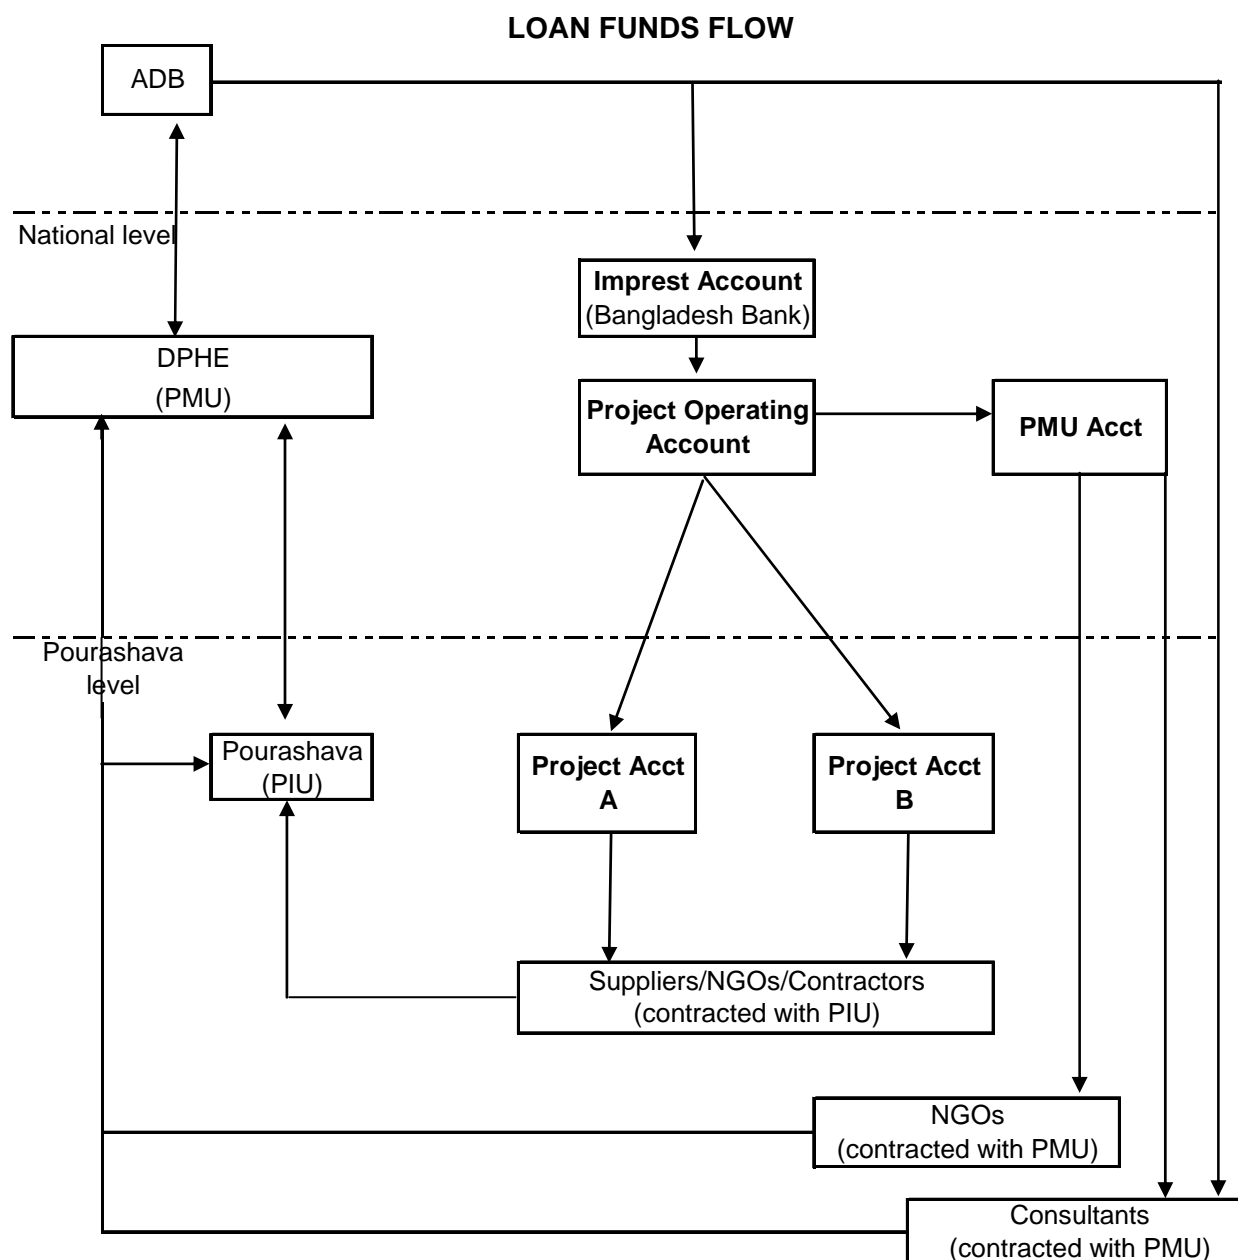 LOAN FUNDS FLOW
ADB
National level
Imprest Account
(Bangladesh Bank)
DPHE
(PMU)
Project Operating
Account
PMU Acct
Pourashava
level
Pourashava
(PIU)
Project Acct
A
Project Acct
B
Suppliers/NGOs/Contractors
(contracted with PIU)
NGOs
(contracted with PMU)
Consultants
(contracted with PMU)